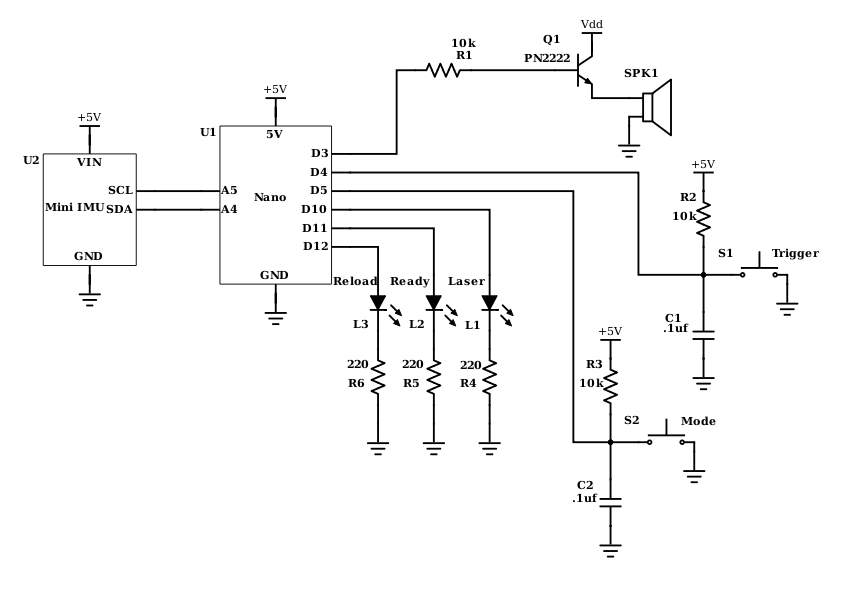 Vdd
Q1
10k
R1
PN2222
SPK1
+5V
+5V
U1
5V
U2
VIN
D3
+5V
D4
SCL
A5
D5
R2
Nano
Mini IMU
SDA
A4
D10
10k
D11
D12
S1
Trigger
GND
GND
Reload
Ready
Laser
C1
.1uf
L3
L2
L1
+5V
220
220
220
R3
R6
R5
R4
10k
S2
Mode
C2
.1uf